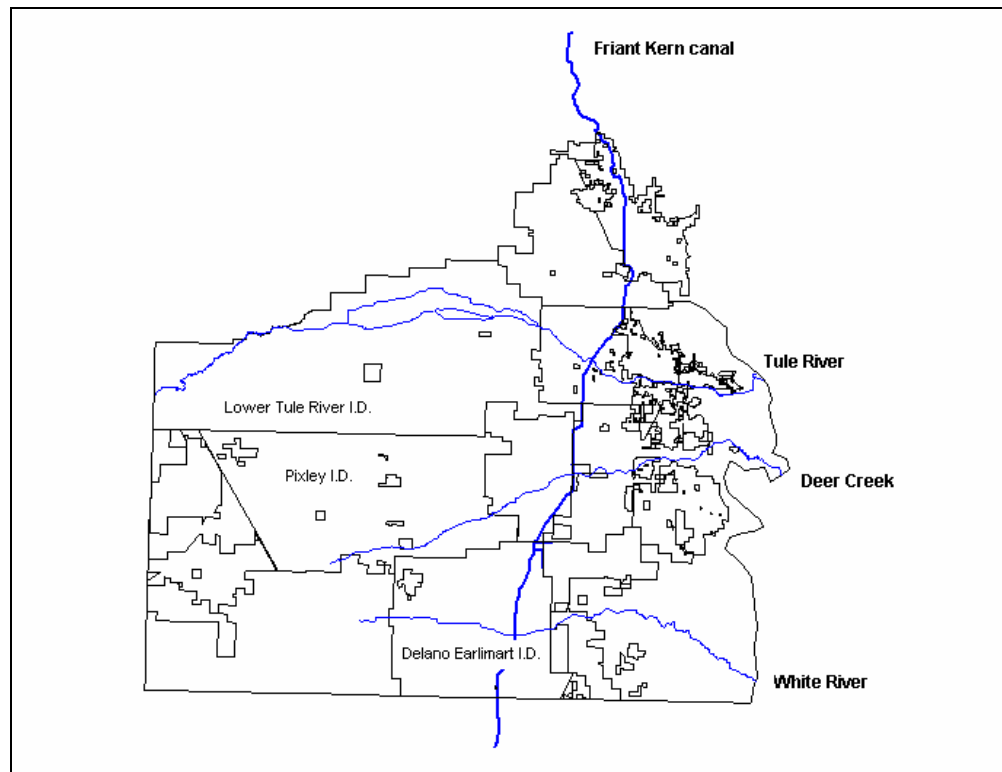 Friant Kern canal
Tule River
Lower Tule River I.D.
Pixley I.D.
Deer Creek
Delano Earlimart I.D.
White River